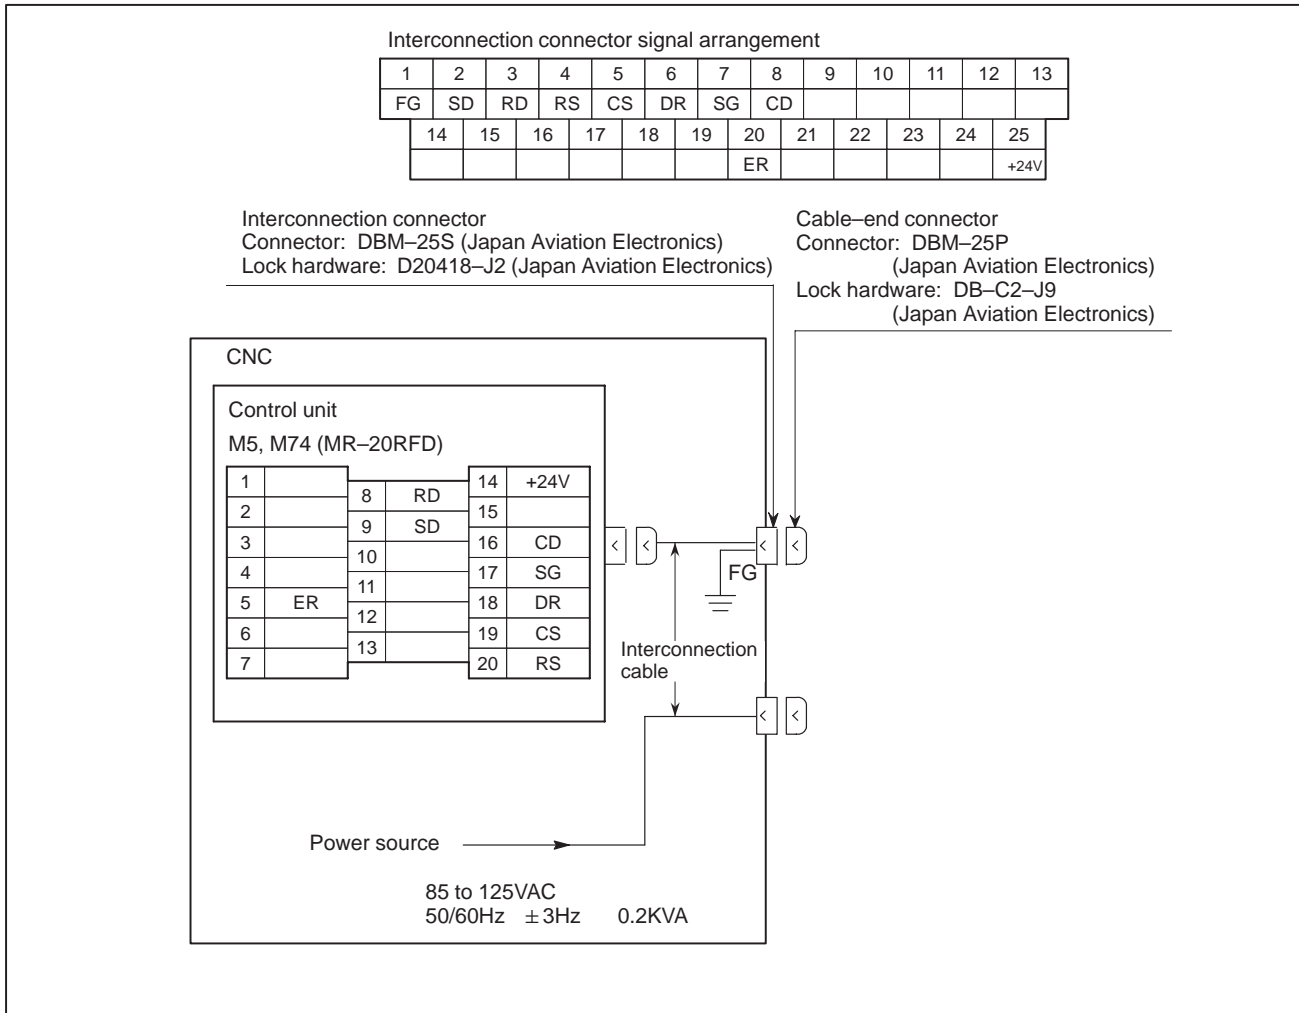 Interconnection connector signal arrangement
1 2 3 4 5 6 7 8 9 10 11 12 13
FG SD RD RS CS DR SG CD
14 15 16 17 18 19 20 21 22 23 24 25
ER +24V
Interconnection connector
Connector: DBM–25S (Japan Aviation Electronics)
Lock hardware: D20418–J2 (Japan Aviation Electronics)
Cable–end connector
Connector: DBM–25P
(Japan Aviation Electronics)
Lock hardware: DB–C2–J9
(Japan Aviation Electronics)
CNC
Control unit
M5, M74 (MR–20RFD)
1
2
3
4
5 ER
6
7
8 RD
9 SD
10
11
12
13
14 +24V
15
16 CD
17 SG
18 DR
19 CS
20 RS
FG
Interconnection
cable
Power source
85 to 125VAC
50/60Hz ±3Hz 0.2KVA